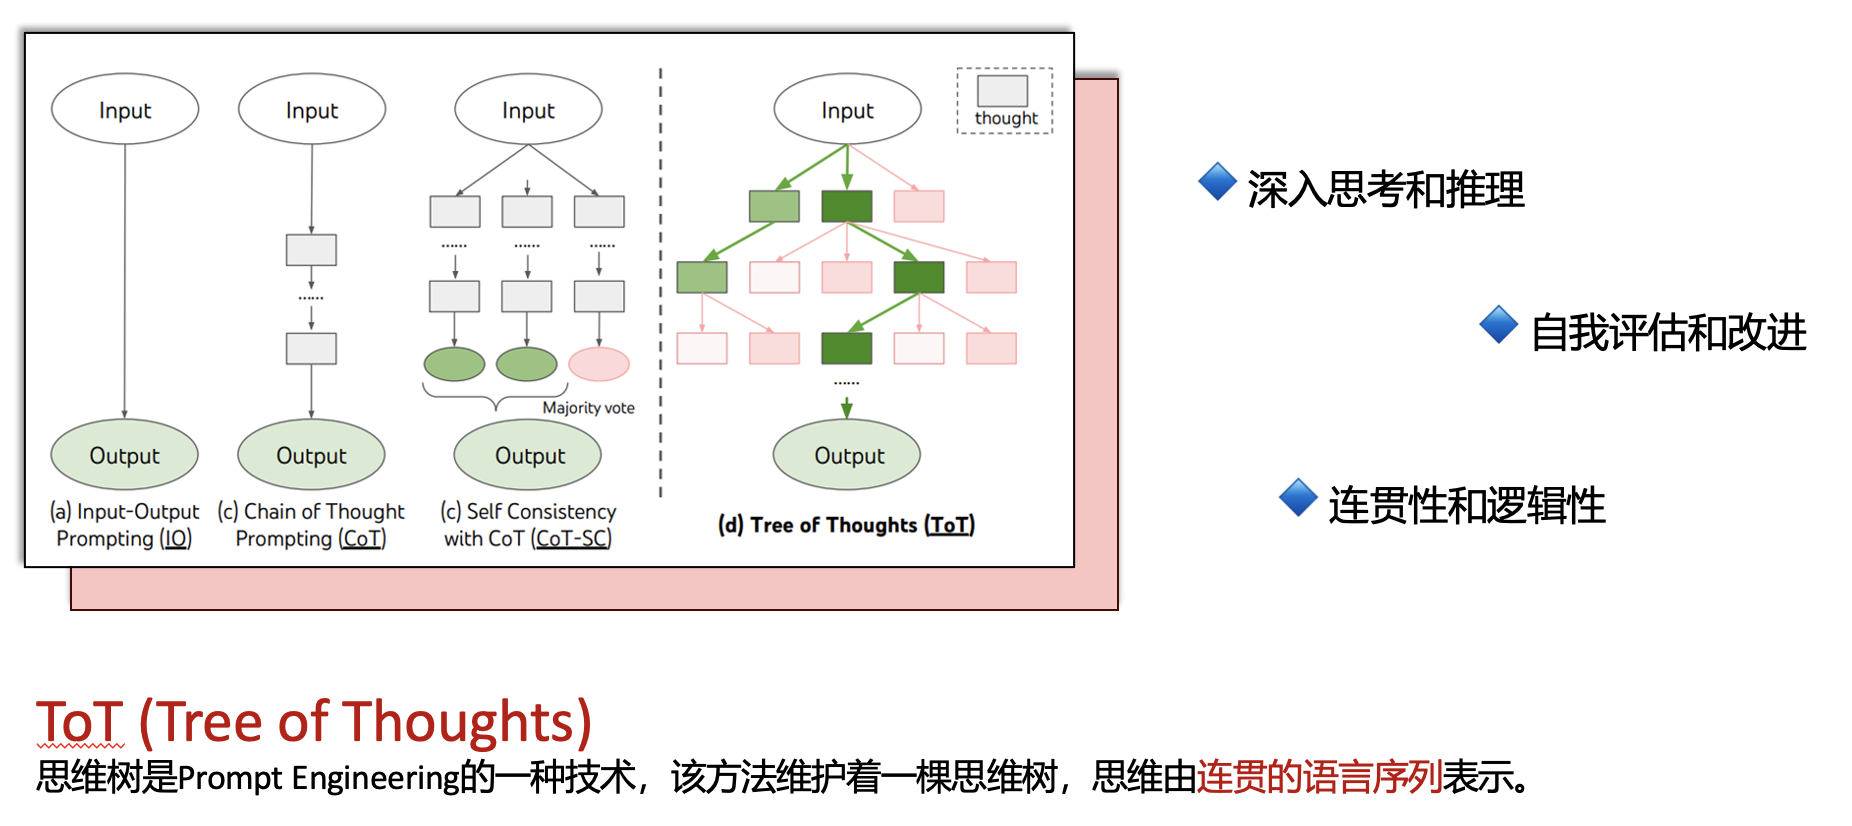 Input
Input
Input
Input
thought
......
......
......
......
......
Majority vote
Output
Output
Output
Output
(a) Input-Output
Prompting (IO)
(c) Chain of Thought
Prompting (CoT)
(c) Self Consistency
with CoT (CoT-SC)
(d) Tree of Thoughts (ToT)
深入思考和推理
自我评估和改进
连贯性和逻辑性
ToT (Tree of Thoughts)
思维树是Prompt Engineering的一种技术，该方法维护着一棵思维树，思维由连贯的语言序列表示。